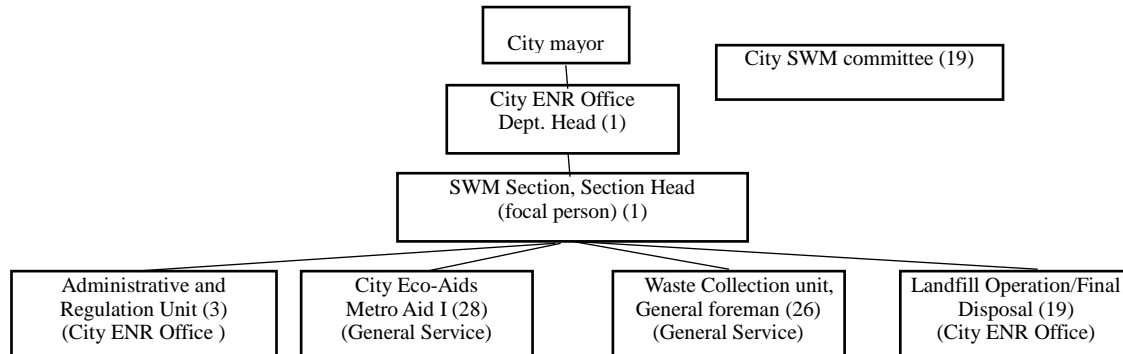 City mayor
City SWM committee (19)
City ENR Office
Dept. Head (1)
SWM Section, Section Head
(focal person) (1)
Administrative and
Regulation Unit (3)
(City ENR Office )
City Eco-Aids
Metro Aid I (28)
(General Service)
Waste Collection unit,
General foreman (26)
(General Service)
Landfill Operation/Final
Disposal (19)
(City ENR Office)